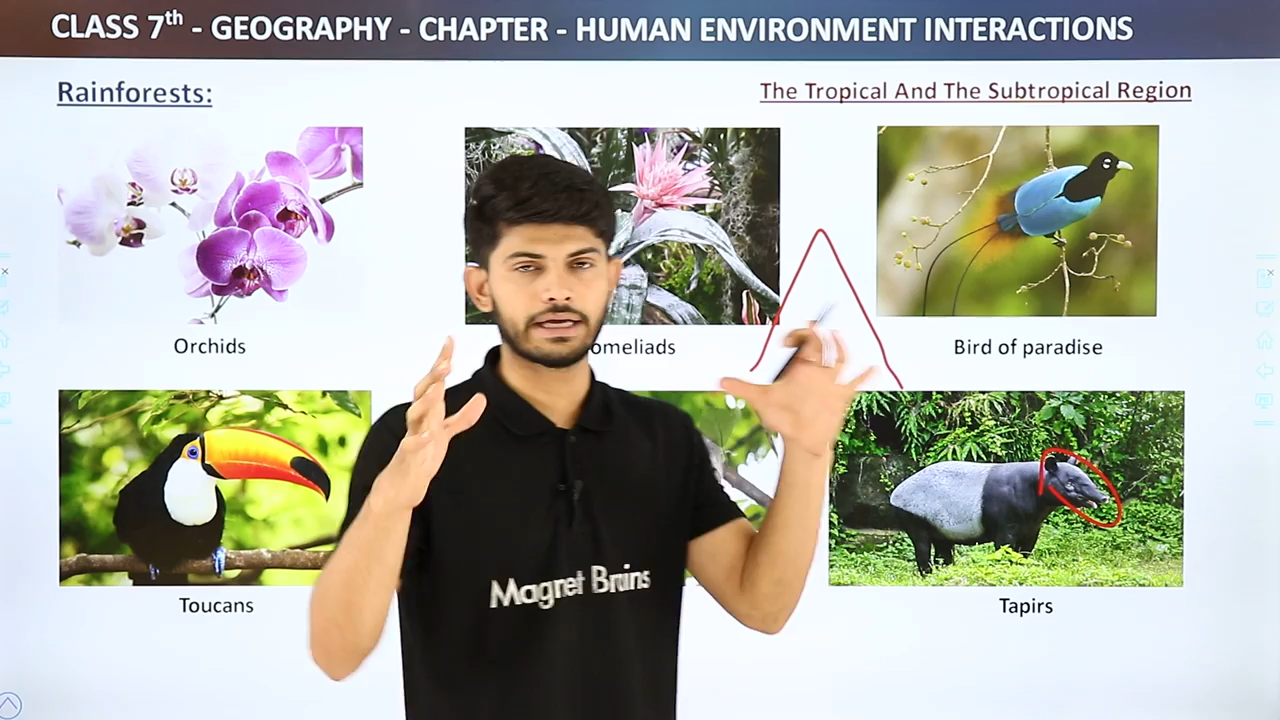 CLASS 7th - GEOGRAPHY - CHAPTER - HUMAN ENVIRONMENT INTERACTIONS
Rainforests:
The Tropical And The Subtropical Region
Orchids
omeliads
Bird of paradise
Toucans
Tapirs
Magnet Brains